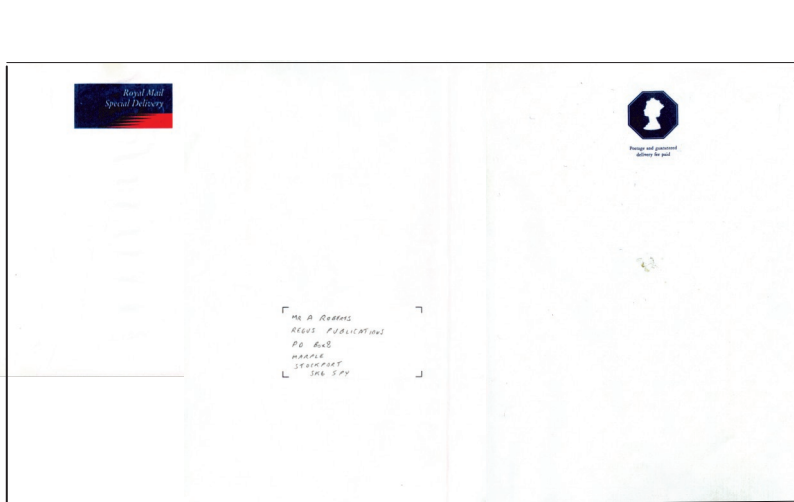 Royal Mail
Special Delivery
Postage and guaranteed
delivery fee paid
MR A ROBERTS
REGUS PUBLICATIONS
PO Box8
MARPLE
STOCKPORT
SK6 5PY